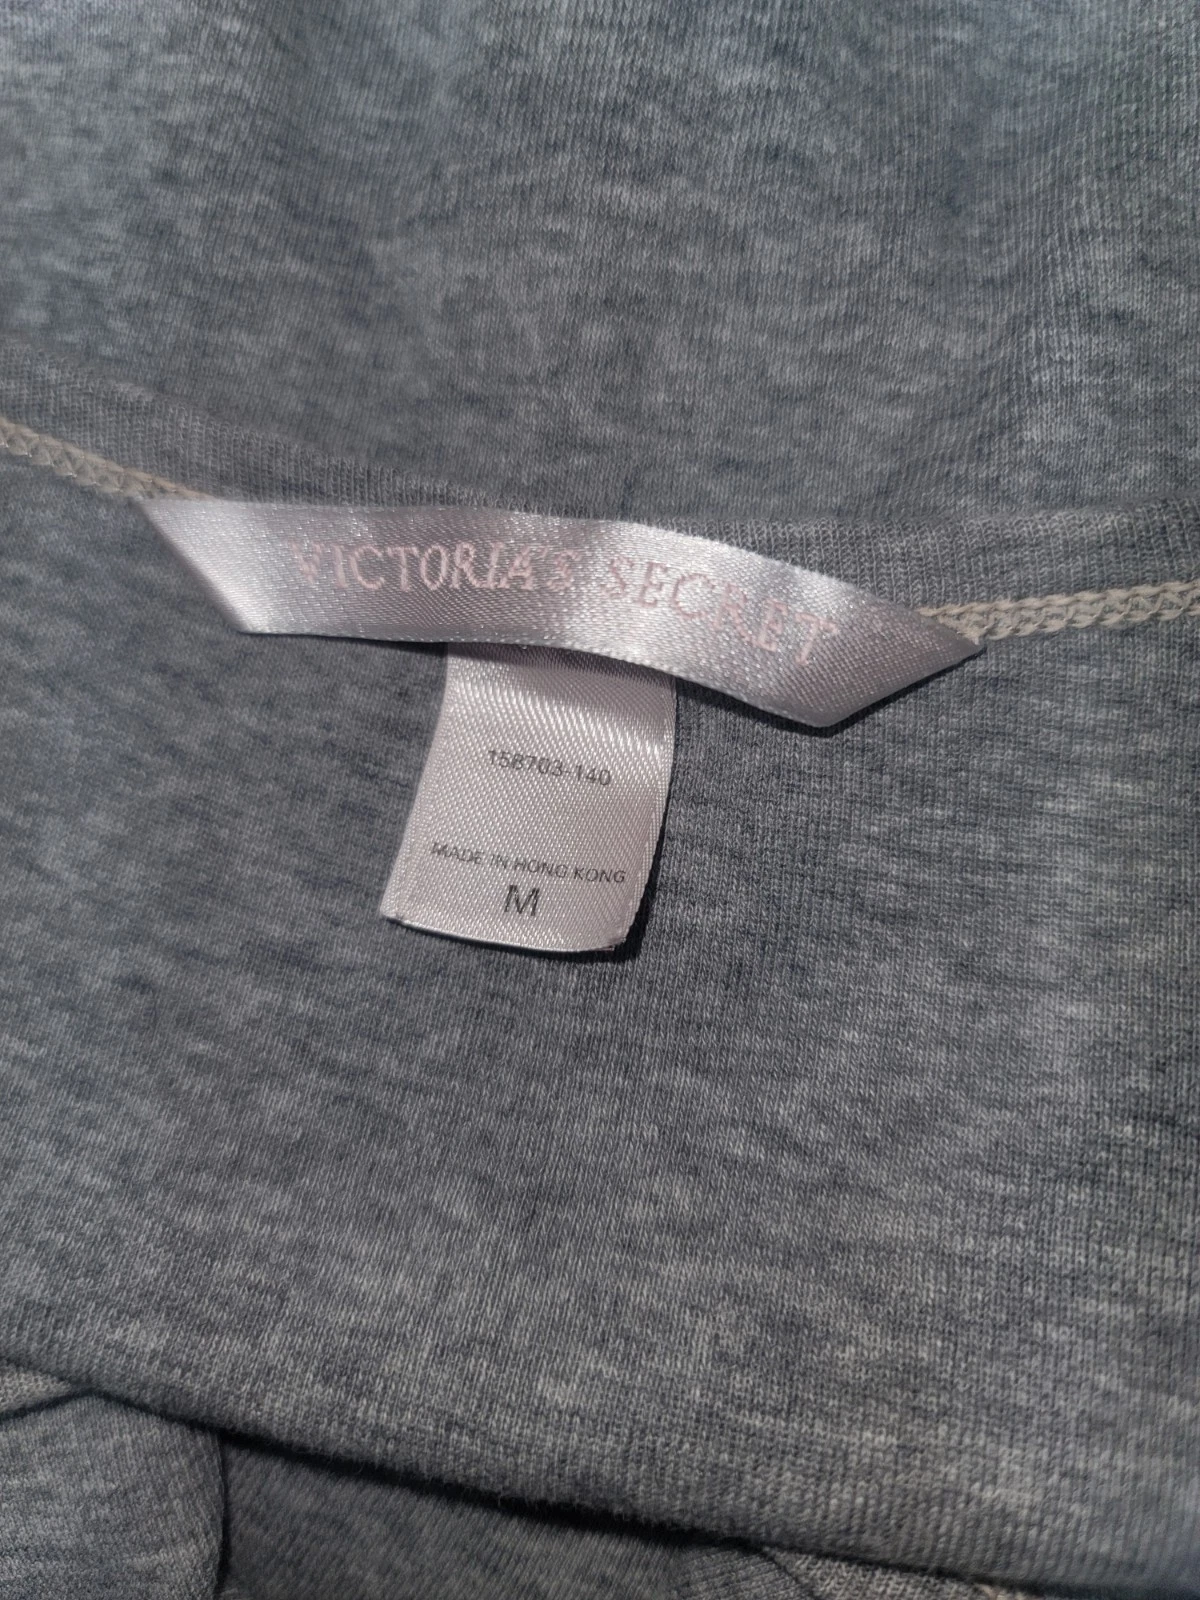 VICTORIA'S SECRET
158703-140
MADE IN HONG KONG
M